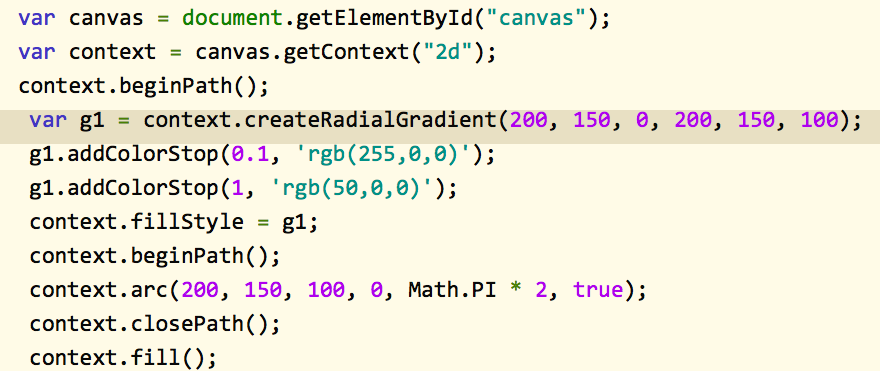 var canvas = document.getElementById("canvas");
var context = canvas.getContext("2d");
context.beginPath();
var g1 = context.createRadialGradient(200, 150, 0, 200, 150, 100);
g1.addColorStop(0.1, 'rgb(255,0,0)');
g1.addColorStop(1, 'rgb(50,0,0)');
context.fillStyle = g1;
context.beginPath();
context.arc(200, 150, 100, 0, Math.PI * 2, true);
context.closePath();
context.fill();